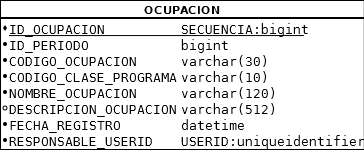 OCUPACION
ID_OCUPACION SECUENCIA:bigint
ID_PERIODO bigint
CODIGO_OCUPACION varchar(30)
CODIGO_CLASE_PROGRAMA varchar(10)
NOMBRE_OCUPACION varchar(120)
DESCRIPCION_OCUPACION varchar(512)
FECHA_REGISTRO datetime
RESPONSABLE_USERID USERID:uniqueidentifier